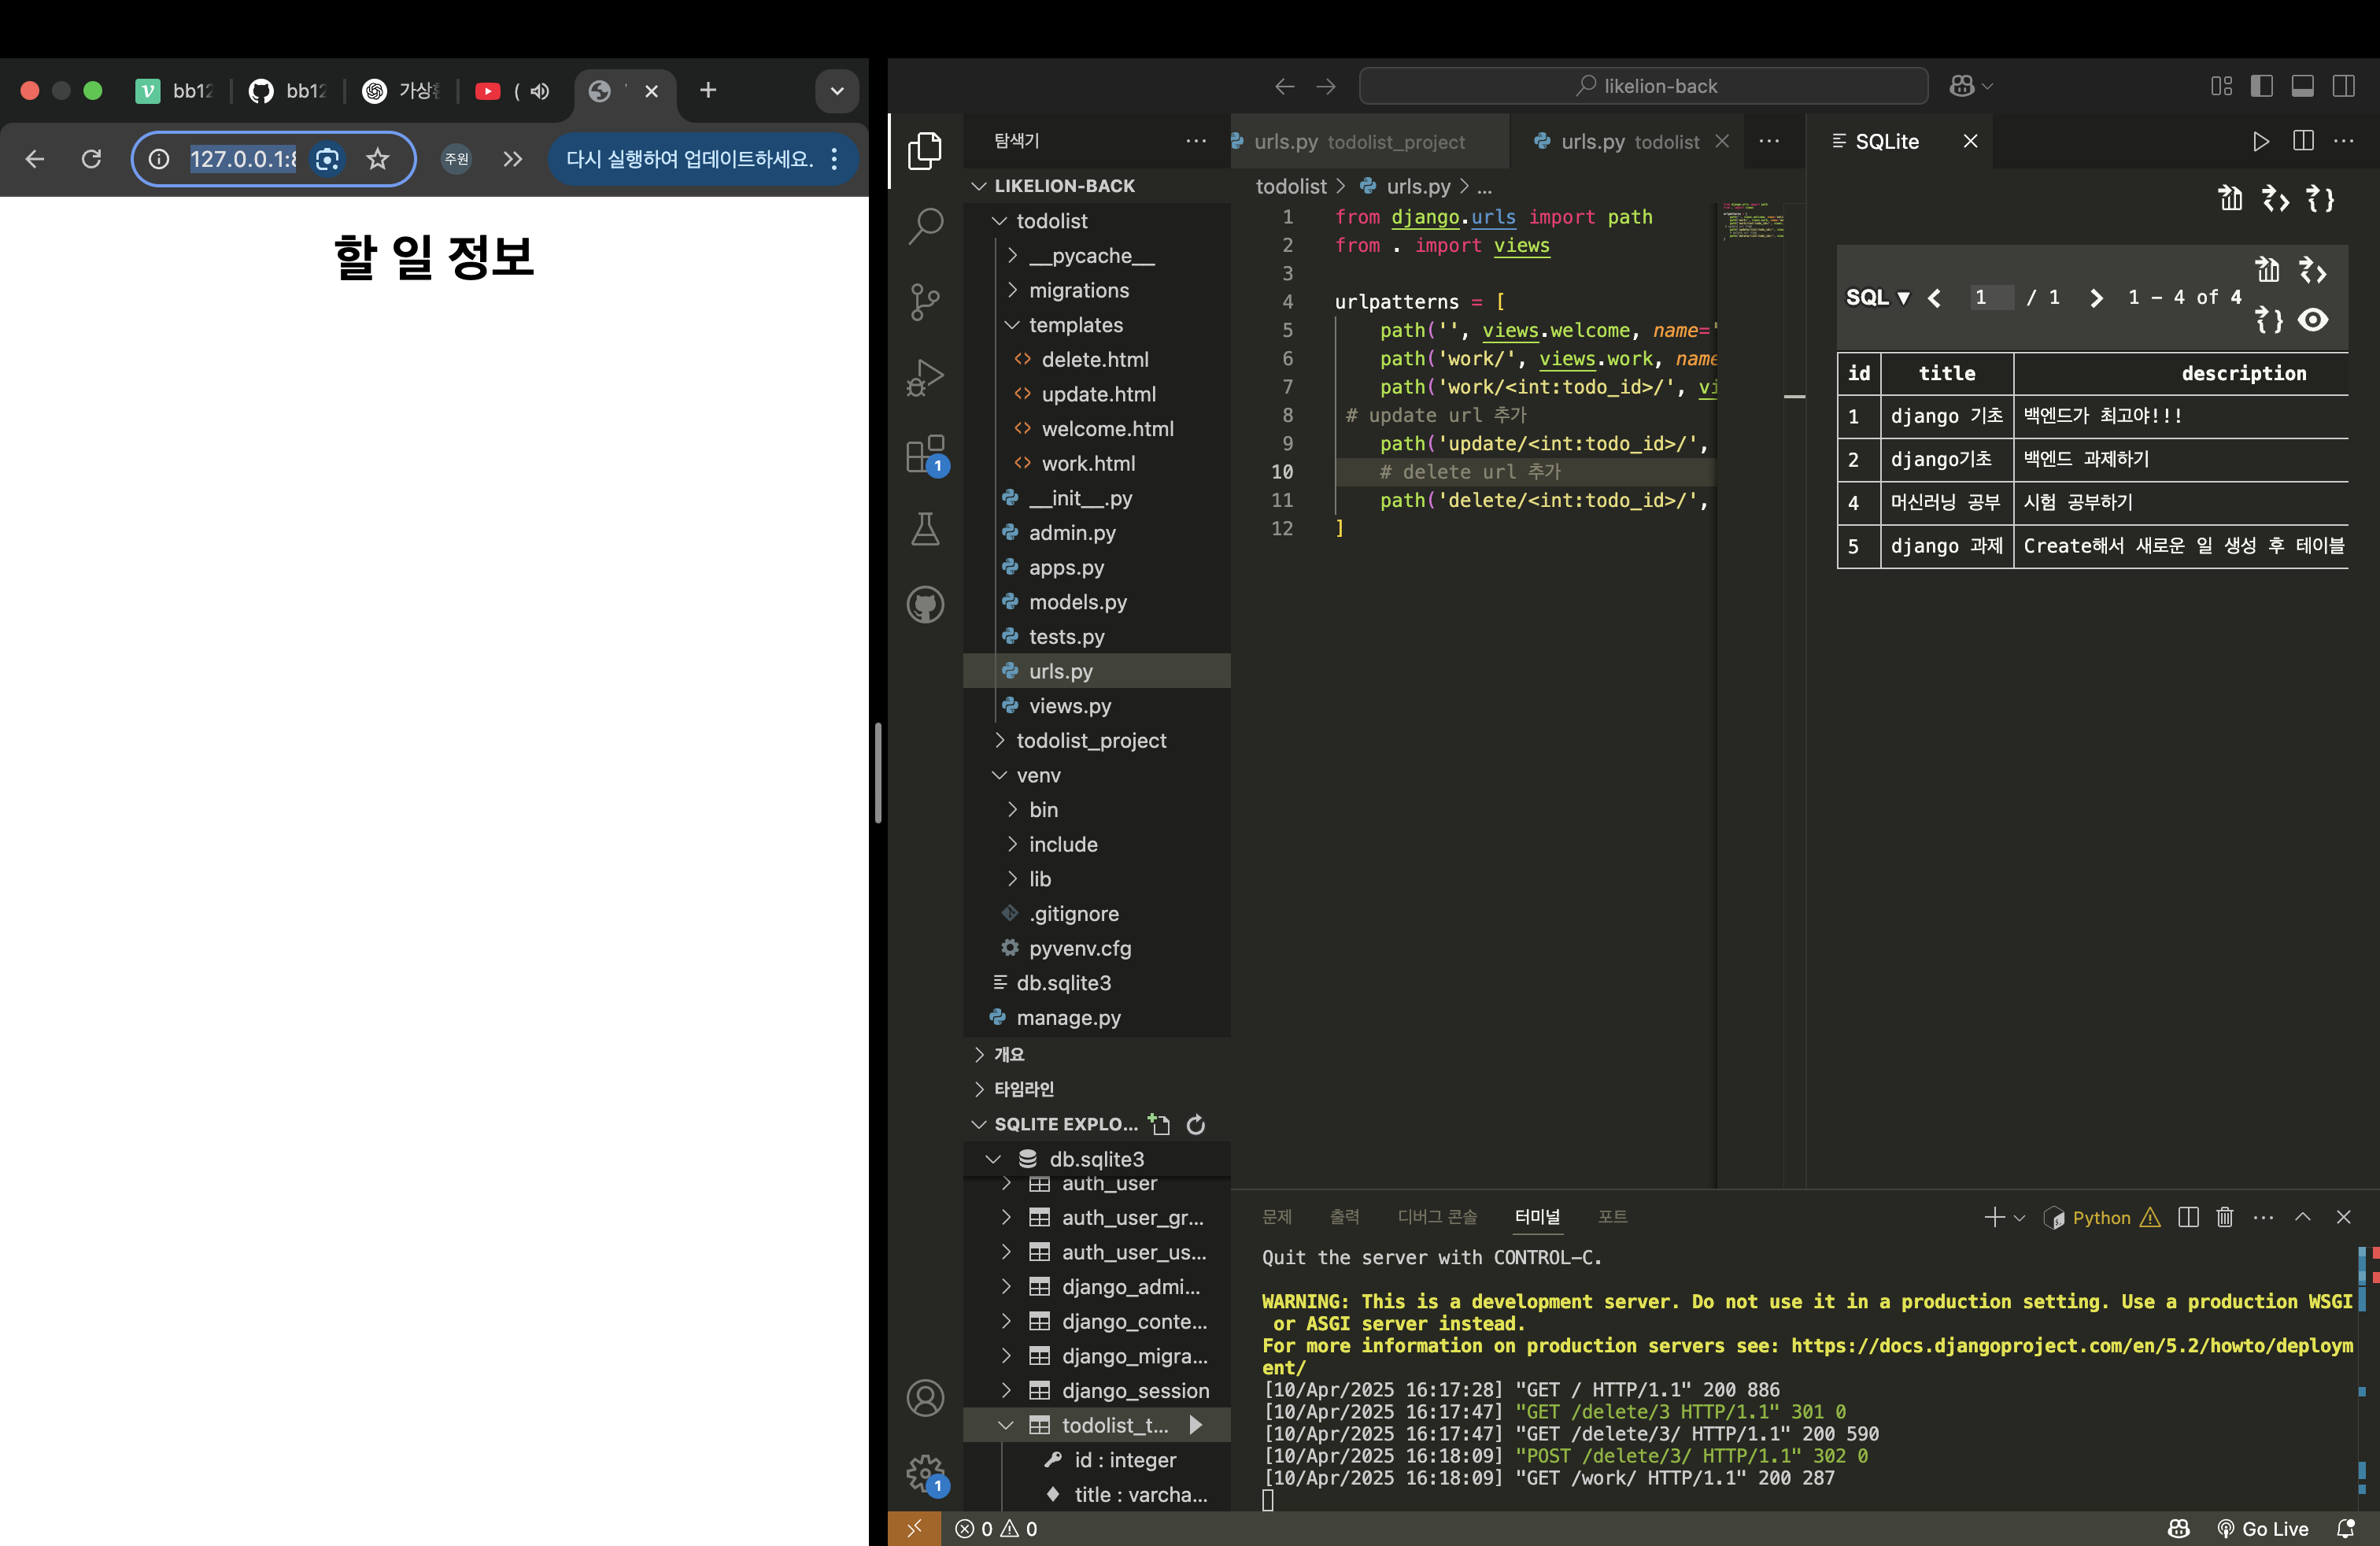 bb12
bb12
가상
(
127.0.0.1:8
주원
다시 실행하여 업데이트하세요.
할 일 정보
likelion-back
탐색기
LIKELION-BACK
todolist
__pycache__
migrations
templates
delete.html
update.html
welcome.html
work.html
__init__.py
admin.py
apps.py
models.py
tests.py
urls.py
views.py
todolist_project
venv
bin
include
lib
.gitignore
pyvenv.cfg
db.sqlite3
manage.py
개요
타임라인
SQLITE EXPLO...
db.sqlite3
auth_user
auth_user_gr...
auth_user_us...
django_admi...
django_conte...
django_migra...
django_session
todolist_t...
id : integer
title : varcha...
1
1
urls.py todolist_project
urls.py todolist
todolist > urls.py > ...
1 from django.urls import path
2 from . import views
3
4 urlpatterns = [
5 path('', views.welcome, name='
6 path('work/', views.work, name
7 path('work/<int:todo_id>/', vi
8 # update url 추가
9 path('update/<int:todo_id>/',
10 # delete url 추가
11 path('delete/<int:todo_id>/',
12 ]
SQLite
SQL ▼ < 1 / 1 > 1 - 4 of 4
id title description
1 django 기초 백엔드가 최고야!!!
2 django기초 백엔드 과제하기
4 머신러닝 공부 시험 공부하기
5 django 과제 Create해서 새로운 일 생성 후 테이블
문제 출력 디버그 콘솔 터미널 포트
Python
Quit the server with CONTROL-C.
WARNING: This is a development server. Do not use it in a production setting. Use a production WSGI
or ASGI server instead.
For more information on production servers see: https://docs.djangoproject.com/en/5.2/howto/deploym
ent/
[10/Apr/2025 16:17:28] "GET / HTTP/1.1" 200 886
[10/Apr/2025 16:17:47] "GET /delete/3 HTTP/1.1" 301 0
[10/Apr/2025 16:17:47] "GET /delete/3/ HTTP/1.1" 200 590
[10/Apr/2025 16:18:09] "POST /delete/3/ HTTP/1.1" 302 0
[10/Apr/2025 16:18:09] "GET /work/ HTTP/1.1" 200 287
0 0
Go Live